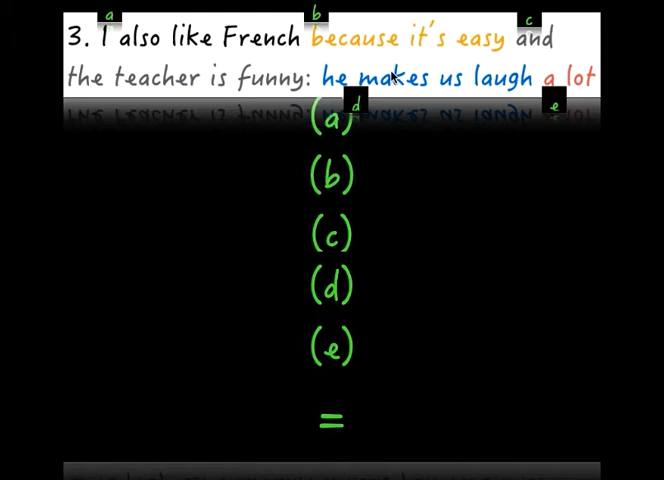 a b c
3. I also like French because it's easy and
the teacher is funny: he makes us laugh a lot
d e
(a)
(b)
(c)
(d)
(e)
=